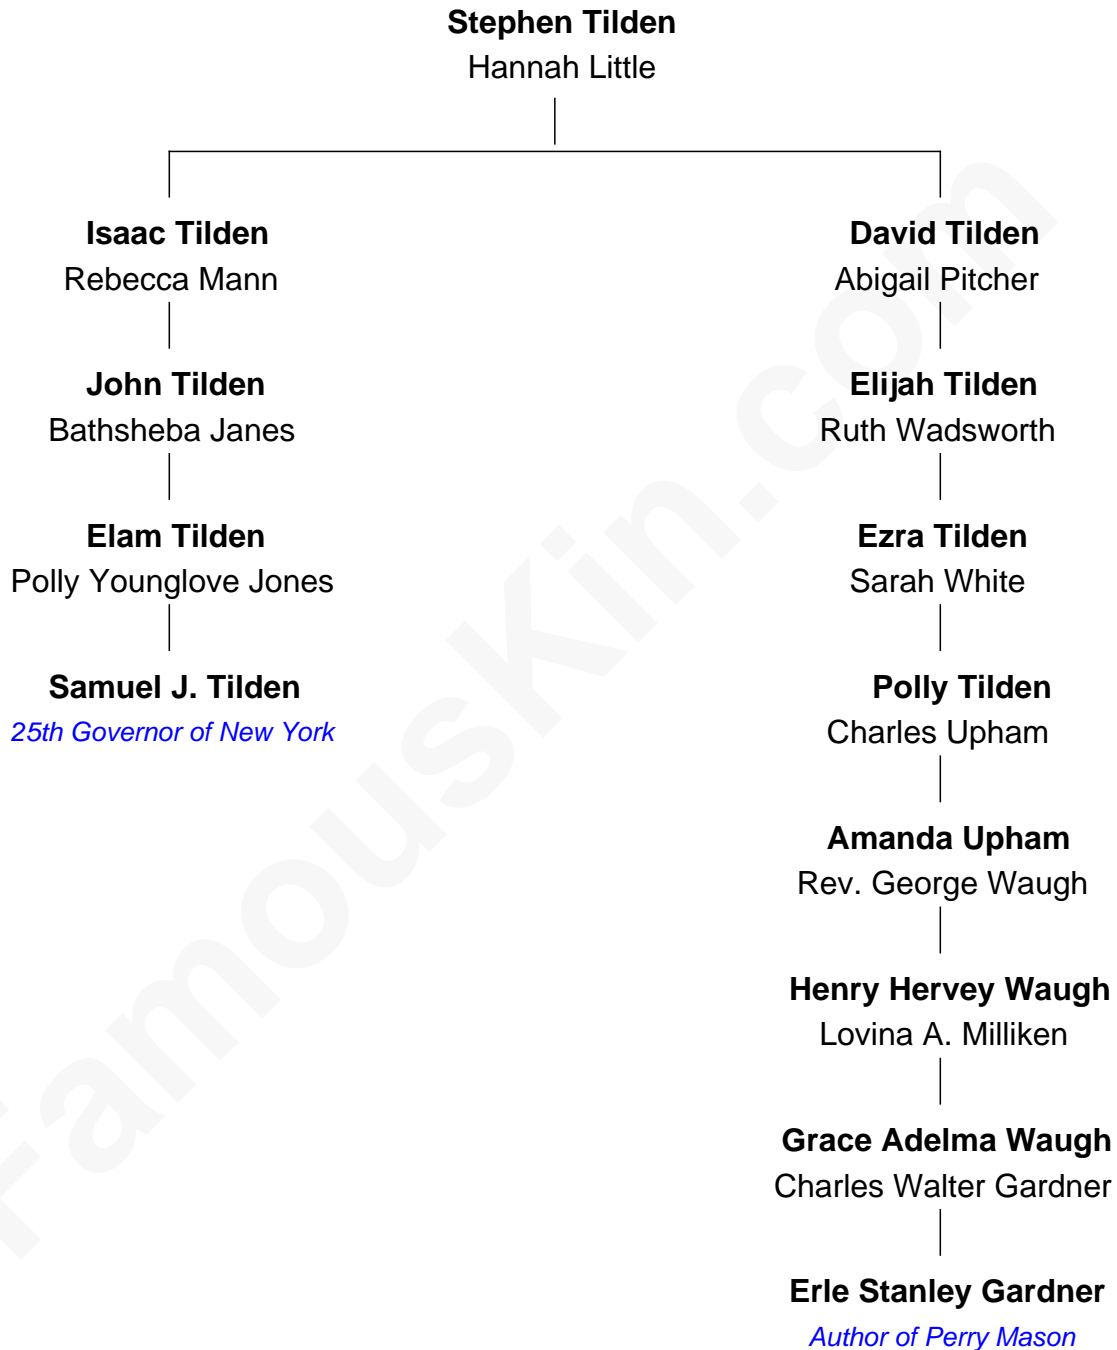 Stephen Tilden
Hannah Little
Isaac Tilden
Rebecca Mann
John Tilden
Bathsheba Janes
Elam Tilden
Polly Younglove Jones
Samuel J. Tilden
25th Governor of New York
David Tilden
Abigail Pitcher
Elijah Tilden
Ruth Wadsworth
Ezra Tilden
Sarah White
Polly Tilden
Charles Upham
Amanda Upham
Rev. George Waugh
Henry Hervey Waugh
Lovina A. Milliken
Grace Adelma Waugh
Charles Walter Gardner
Erle Stanley Gardner
Author of Perry Mason
FamousKin.com